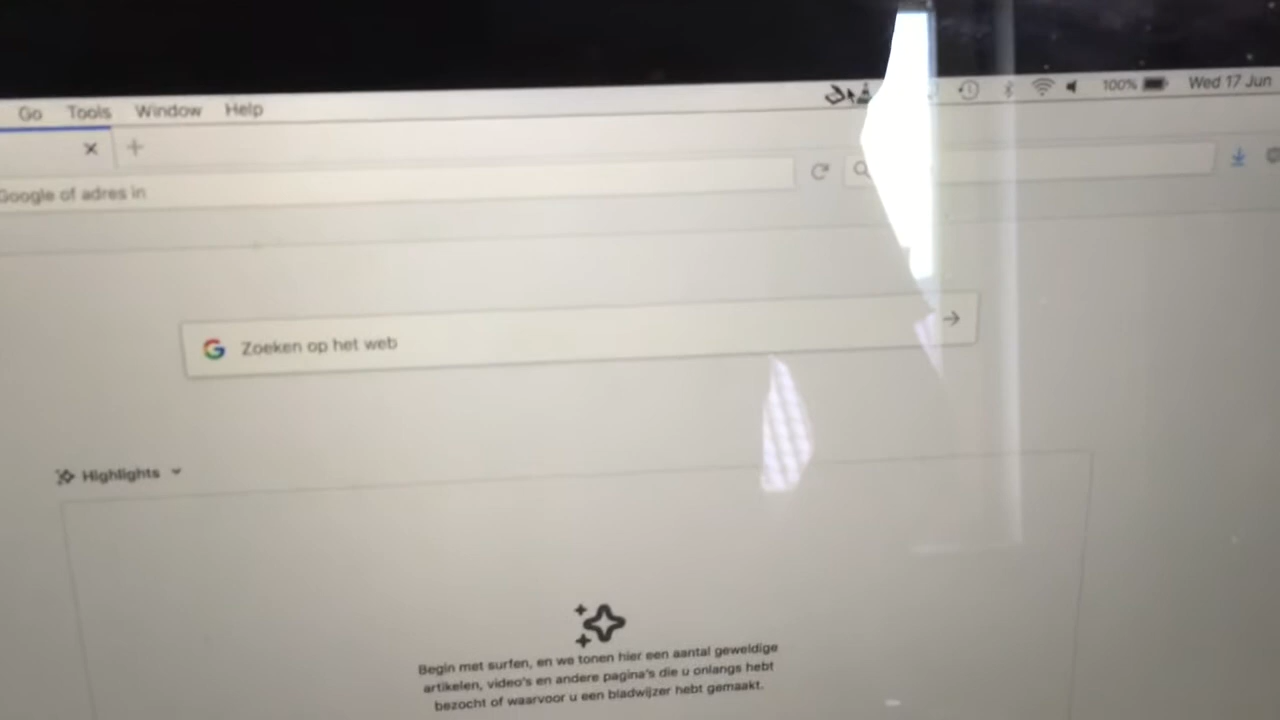 Go Tools Window Help 100% Wed 17 Jun
Google of adres in
Zoeken op het web
Highlights
Begin met surfen, en we tonen hier een aantal geweldige
artikelen, video's en andere pagina's die u onlangs hebt
bezocht of waarvoor u een bladwijzer hebt gemaakt.